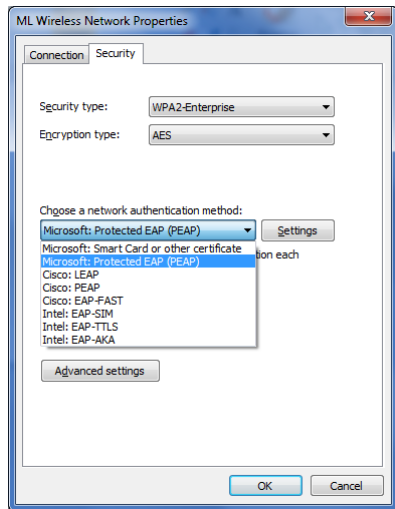 ML Wireless Network Properties
Connection Security
Security type: WPA2-Enterprise
Encryption type: AES
Choose a network authentication method:
Microsoft: Protected EAP (PEAP) Settings
Microsoft: Smart Card or other certificate
Microsoft: Protected EAP (PEAP)
tion each
Cisco: LEAP
Cisco: PEAP
Cisco: EAP-FAST
Intel: EAP-SIM
Intel: EAP-TTLS
Intel: EAP-AKA
Advanced settings
OK Cancel